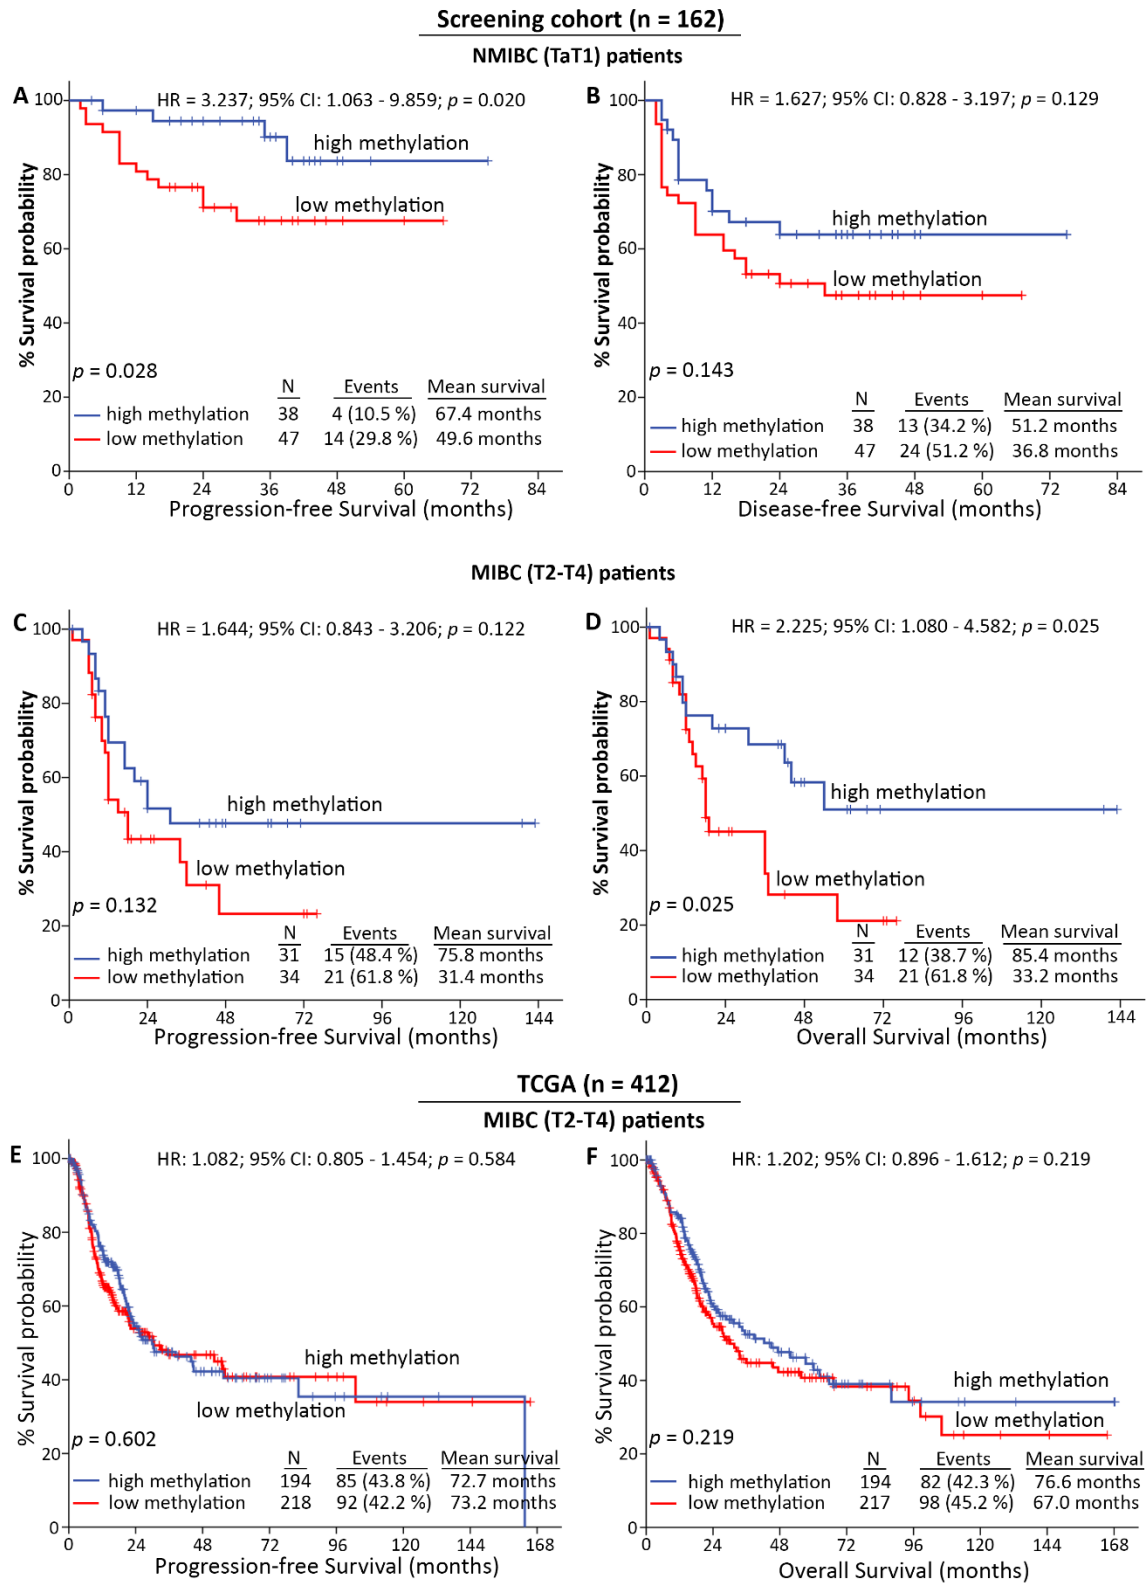 Screening cohort (n = 162)
NMIBC (TaT1) patients
A
HR = 3.237; 95% CI: 1.063 - 9.859; p = 0.020
% Survival probability
100
80
60
40
20
0
high methylation
low methylation
p = 0.028
N Events Mean survival
high methylation 38 4 (10.5 %) 67.4 months
low methylation 47 14 (29.8 %) 49.6 months
0 12 24 36 48 60 72 84
Progression-free Survival (months)
B
HR = 1.627; 95% CI: 0.828 - 3.197; p = 0.129
% Survival probability
100
80
60
40
20
0
high methylation
low methylation
p = 0.143
N Events Mean survival
high methylation 38 13 (34.2 %) 51.2 months
low methylation 47 24 (51.2 %) 36.8 months
0 12 24 36 48 60 72 84
Disease-free Survival (months)
MIBC (T2-T4) patients
C
HR = 1.644; 95% CI: 0.843 - 3.206; p = 0.122
% Survival probability
100
80
60
40
20
0
high methylation
low methylation
p = 0.132
N Events Mean survival
high methylation 31 15 (48.4 %) 75.8 months
low methylation 34 21 (61.8 %) 31.4 months
0 24 48 72 96 120 144
Progression-free Survival (months)
D
HR = 2.225; 95% CI: 1.080 - 4.582; p = 0.025
% Survival probability
100
80
60
40
20
0
high methylation
low methylation
p = 0.025
N Events Mean survival
high methylation 31 12 (38.7 %) 85.4 months
low methylation 34 21 (61.8 %) 33.2 months
0 24 48 72 96 120 144
Overall Survival (months)
TCGA (n = 412)
MIBC (T2-T4) patients
E
HR: 1.082; 95% CI: 0.805 - 1.454; p = 0.584
% Survival probability
100
80
60
40
20
0
high methylation
low methylation
p = 0.602
N Events Mean survival
high methylation 194 85 (43.8 %) 72.7 months
low methylation 218 92 (42.2 %) 73.2 months
0 24 48 72 96 120 144 168
Progression-free Survival (months)
F
HR: 1.202; 95% CI: 0.896 - 1.612; p = 0.219
% Survival probability
100
80
60
40
20
0
high methylation
low methylation
p = 0.219
N Events Mean survival
high methylation 194 82 (42.3 %) 76.6 months
low methylation 217 98 (45.2 %) 67.0 months
0 24 48 72 96 120 144 168
Overall Survival (months)